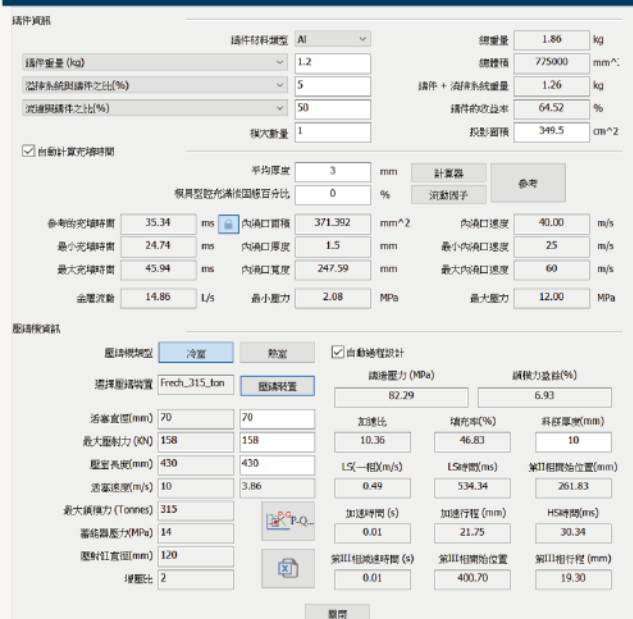 鑄件資訊
鑄件材料類型 Al 總重量 1.86 kg
鑄件重量 (kg) 1.2 總體積 775000 mm^
溢排系統與鑄件之比(%) 5 鑄件 + 澆排系統重量 1.26 kg
流道與鑄件之比(%) 50 鑄件的收益率 64.52 %
模穴數量 1 投影面積 349.5 cm^2
自動計算充填時間
平均厚度 3 mm 計算器 參考
模具型腔充滿後固態百分比 0 % 流動因子
參考的充填時間 35.34 ms 內澆口面積 371.392 mm^2 內澆口速度 40.00 m/s
最小充填時間 24.74 ms 內澆口厚度 1.5 mm 最小內澆口速度 25 m/s
最大充填時間 45.94 ms 內澆口寬度 247.59 mm 最大內澆口速度 60 m/s
金屬流動 14.86 L/s 最小壓力 2.08 MPa 最大壓力 12.00 MPa
壓鑄機資訊
壓鑄機類型 冷室 熱室 自動過程設計
鑄造壓力 (MPa) 鎖模力盈餘(%)
選擇壓鑄裝置 Frech_315_ton 壓鑄裝置 82.29 6.93
活塞直徑(mm) 70 70 加速比 填充率(%) 料餅厚度(mm)
最大壓射力 (KN) 158 158 10.36 46.83 10
壓室長度(mm) 430 430 LS(一相)(m/s) LS時間(ms) 第II相開始位置(mm)
活塞速度(m/s) 10 3.86 0.49 534.34 261.83
最大鎖模力 (Tonnes) 315 P-Q... 加速時間 (s) 加速行程 (mm) HS時間(ms)
蓄能器壓力(MPa) 14 0.01 21.75 30.34
壓射缸直徑(mm) 120 第III相減速時間 (s) 第III相開始位置 第III相行程 (mm)
增壓比 2 0.01 400.70 19.30
關閉